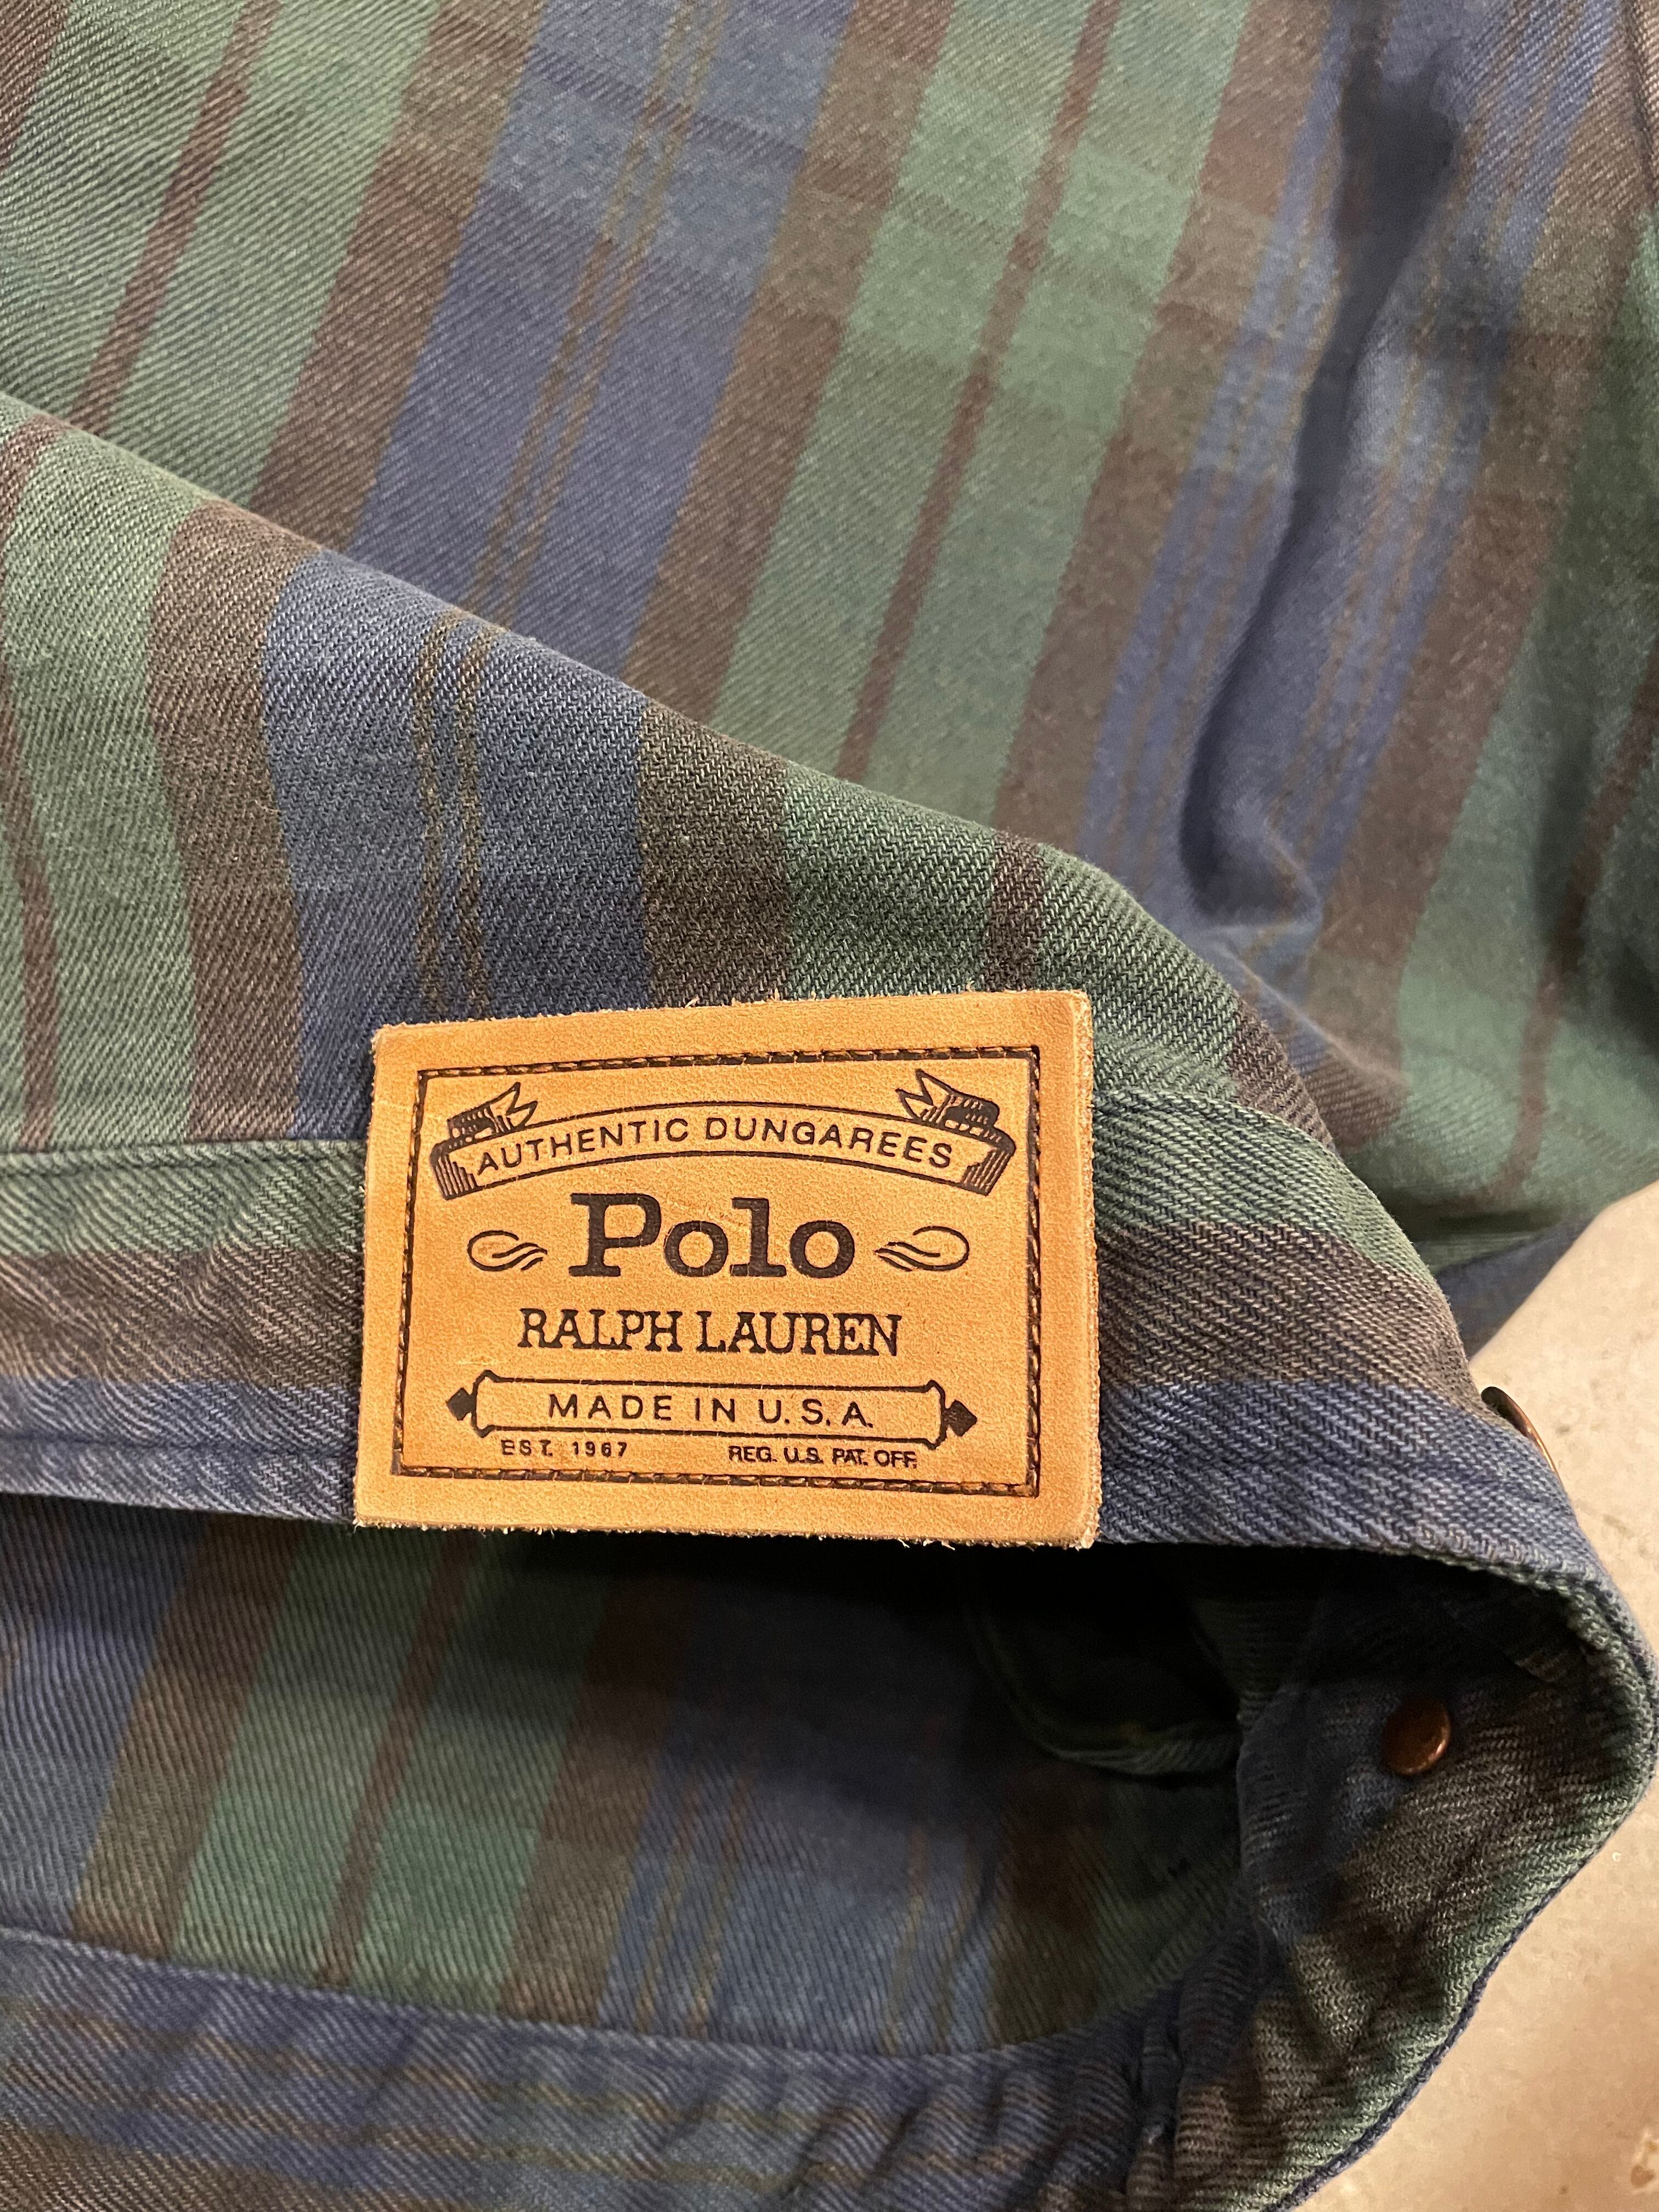 AUTHENTIC DUNGAREES
Polo
RALPH LAUREN
MADE IN U.S.A.
EST. 1967 REG. U.S. PAT. OFF.